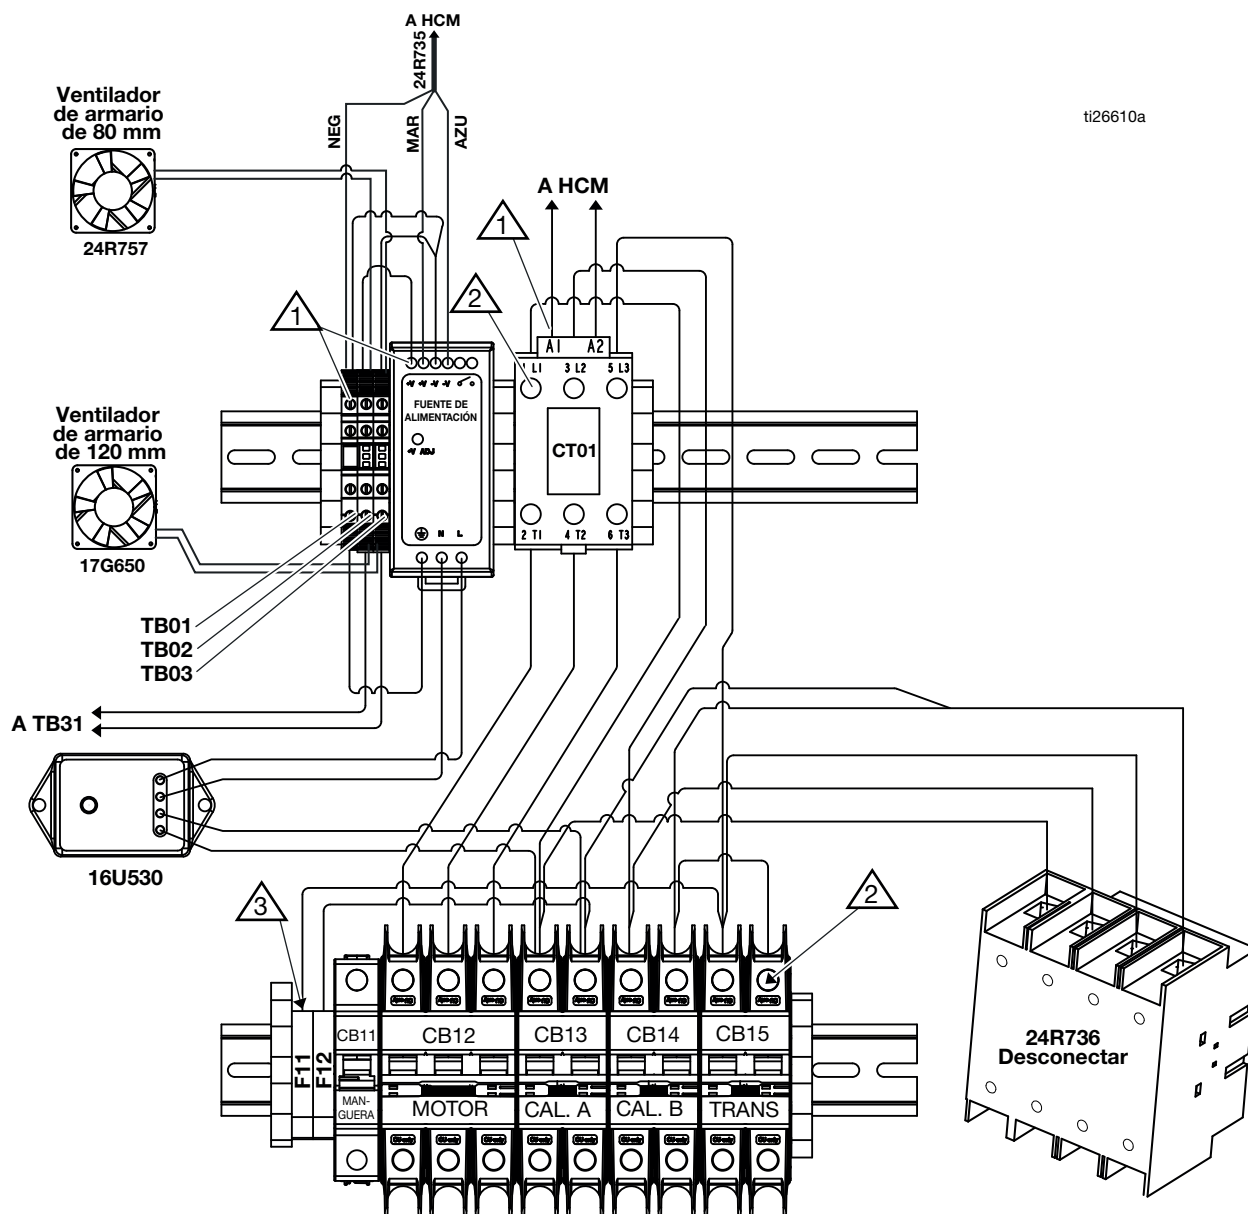 A HCM
24R735
ti26610a
Ventilador
de armario
de 80 mm
NEG
MAR
AZU
24R757
A HCM
1
2
1
A1 A2
1 L1 3 L2 5 L3
+V +V -V -V
FUENTE DE
ALIMENTACIÓN
+V ADJ
CT01
Ventilador
de armario
de 120 mm
N L
2 T1 4 T2 6 T3
17G650
TB01
TB02
TB03
A TB31
16U530
3
2
F11
F12
CB11
CB12
CB13
CB14
CB15
MAN-
GUERA
MOTOR
CAL. A
CAL. B
TRANS
24R736
Desconectar